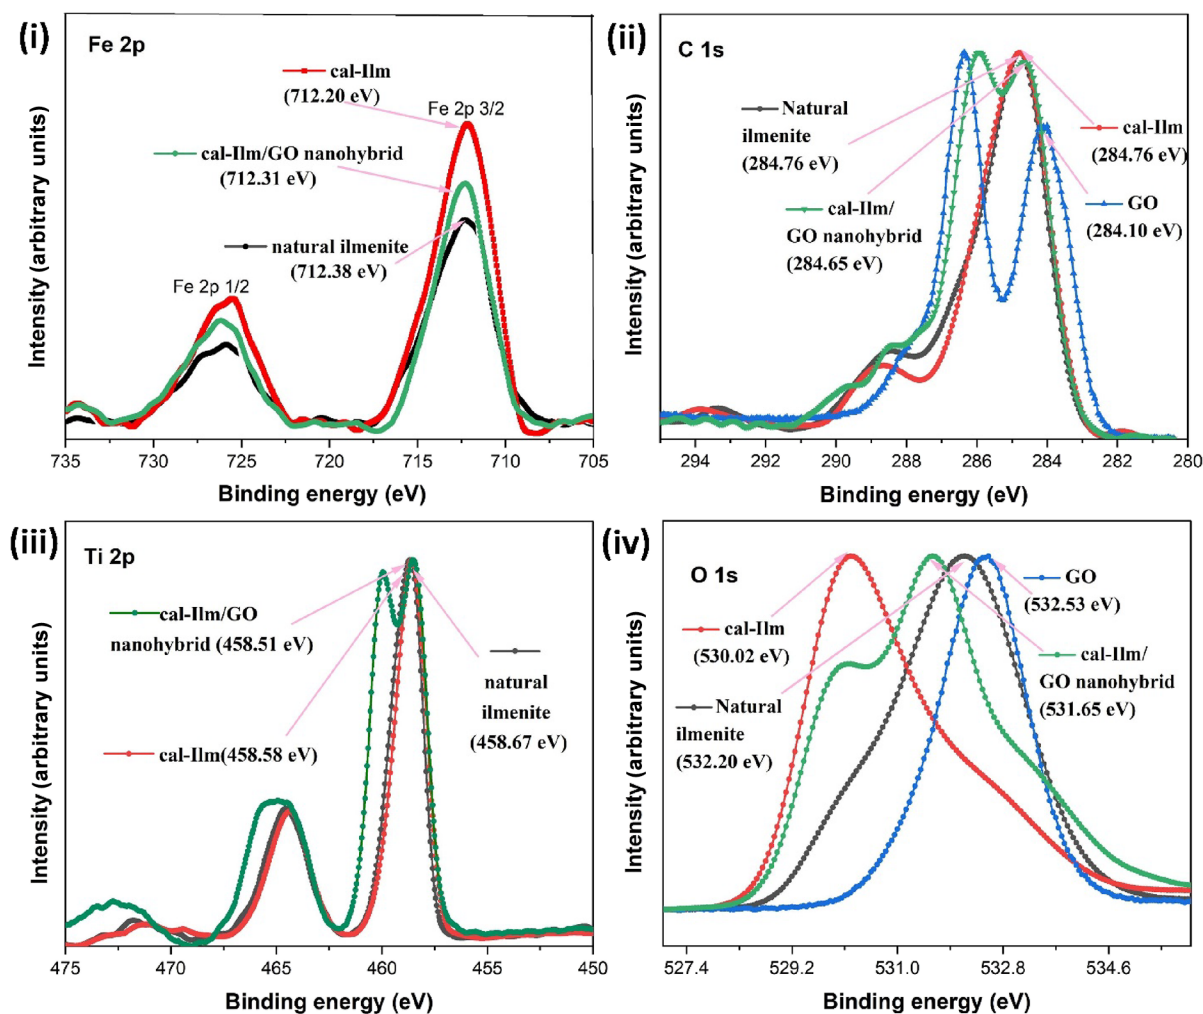 (i)
Fe 2p
cal-Ilm
(712.20 eV)
Fe 2p 3/2
cal-Ilm/GO nanohybrid
(712.31 eV)
natural ilmenite
(712.38 eV)
Fe 2p 1/2
Intensity (arbitrary units)
735 730 725 720 715 710 705
Binding energy (eV)
(ii)
C 1s
Natural
ilmenite
(284.76 eV)
cal-Ilm
(284.76 eV)
cal-Ilm/
GO nanohybrid
(284.65 eV)
GO
(284.10 eV)
Intensity (arbitrary units)
294 292 290 288 286 284 282 280
Binding energy (eV)
(iii)
Ti 2p
cal-Ilm/GO
nanohybrid (458.51 eV)
natural
ilmenite
(458.67 eV)
cal-Ilm(458.58 eV)
Intensity (arbitrary units)
475 470 465 460 455 450
Binding energy (eV)
(iv)
O 1s
GO
(532.53 eV)
cal-Ilm
(530.02 eV)
cal-Ilm/
GO nanohybrid
(531.65 eV)
Natural
ilmenite
(532.20 eV)
Intensity (arbitrary units)
527.4 529.2 531.0 532.8 534.6
Binding energy (eV)